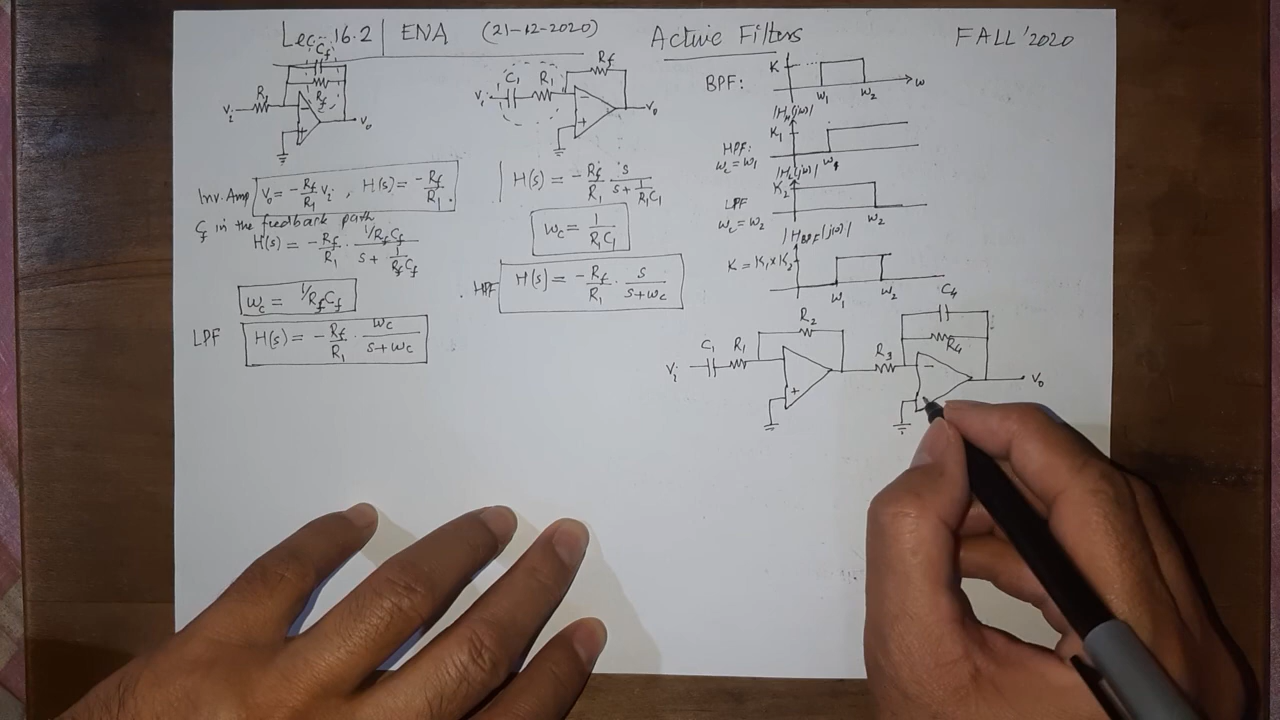 Lec. 16.2 | ENA (21-12-2020) Active Filters FALL'2020
Cf
Rf
R1
Vi
Vo
C1 R1 Rf
Vi
+
Vo
Inv. Amp Vo = -Rf/R1 Vi , H(s) = -Rf/R1.
Cf in the feedback path
H(s) = -Rf/R1 · (1/RfCf)/(s + 1/RfCf)
ωc = 1/RfCf
LPF H(s) = -Rf/R1 · ωc/(s+ωc)
H(s) = -Rf/R1 · s/(s + 1/R1C1)
ωc = 1/R1C1
HPF H(s) = -Rf/R1 · s/(s+ωc)
BPF: K ω1 ω2 ω
|HH(jω)|
HPF: K1
ωc = ω1 ω1
|HL(jω)|
LPF K2
ωc = ω2 ω2
|HBPF(jω)|
K = K1 × K2
ω1 ω2
C4
R2
R4
Vi C1 R1 + R3 - Vo